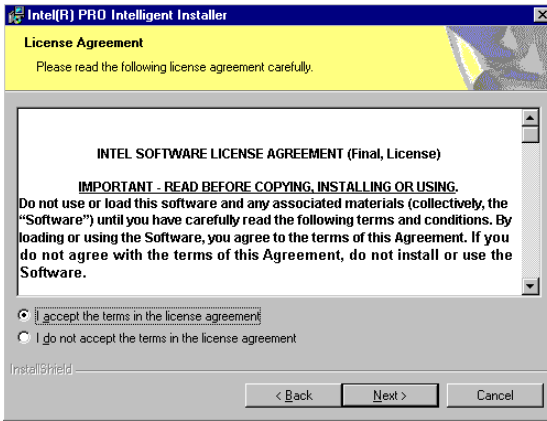 Intel(R) PRO Intelligent Installer
License Agreement
Please read the following license agreement carefully.
INTEL SOFTWARE LICENSE AGREEMENT (Final, License)
IMPORTANT - READ BEFORE COPYING, INSTALLING OR USING.
Do not use or load this software and any associated materials (collectively, the
“Software”) until you have carefully read the following terms and conditions. By
loading or using the Software, you agree to the terms of this Agreement. If you
do not agree with the terms of this Agreement, do not install or use the
Software.
I accept the terms in the license agreement
I do not accept the terms in the license agreement
InstallShield
< Back
Next >
Cancel